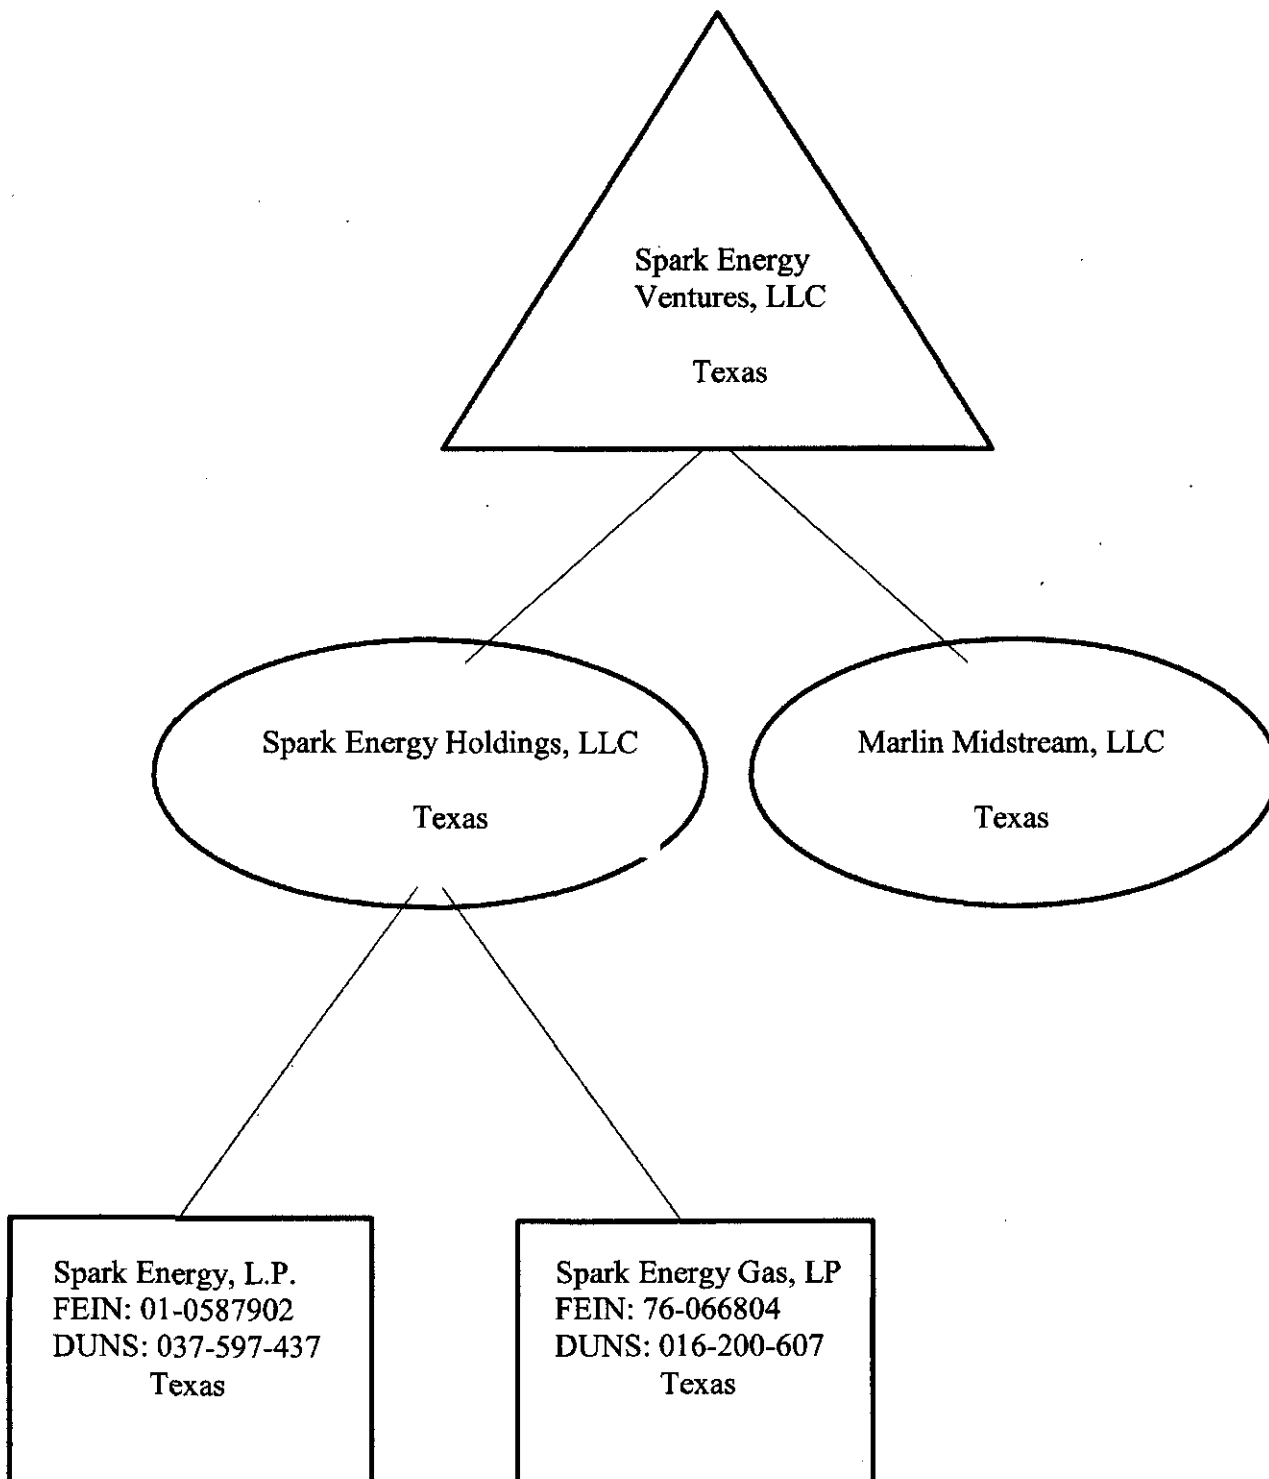 Spark Energy
Ventures, LLC
Texas
Spark Energy Holdings, LLC
Texas
Marlin Midstream, LLC
Texas
Spark Energy, L.P.
FEIN: 01-0587902
DUNS: 037-597-437
Texas
Spark Energy Gas, LP
FEIN: 76-066804
DUNS: 016-200-607
Texas